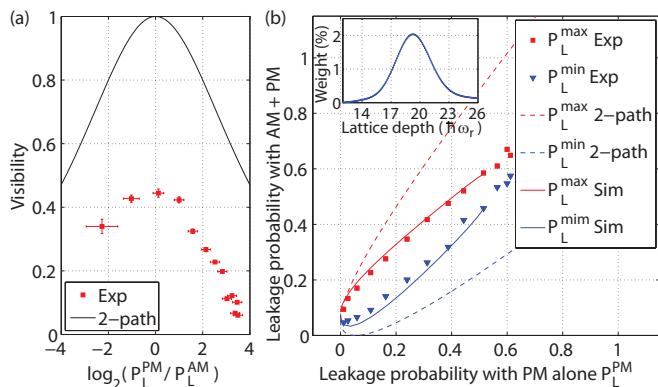 (a)
Visibility
1
0.8
0.6
0.4
0.2
0
−4 −2 0 2 4
log₂(P_L^PM/P_L^AM)
Exp
2−path
(b)
Leakage probability with AM + PM
1
0.8
0.6
0.4
0.2
0
0 0.2 0.4 0.6 0.8 1
Leakage probability with PM alone P_L^PM
Weight (%)
2
1
0
14 17 20 23 26
Lattice depth (ħω_r)
P_L^max Exp
P_L^min Exp
P_L^max 2−path
P_L^min 2−path
P_L^max Sim
P_L^mim Sim